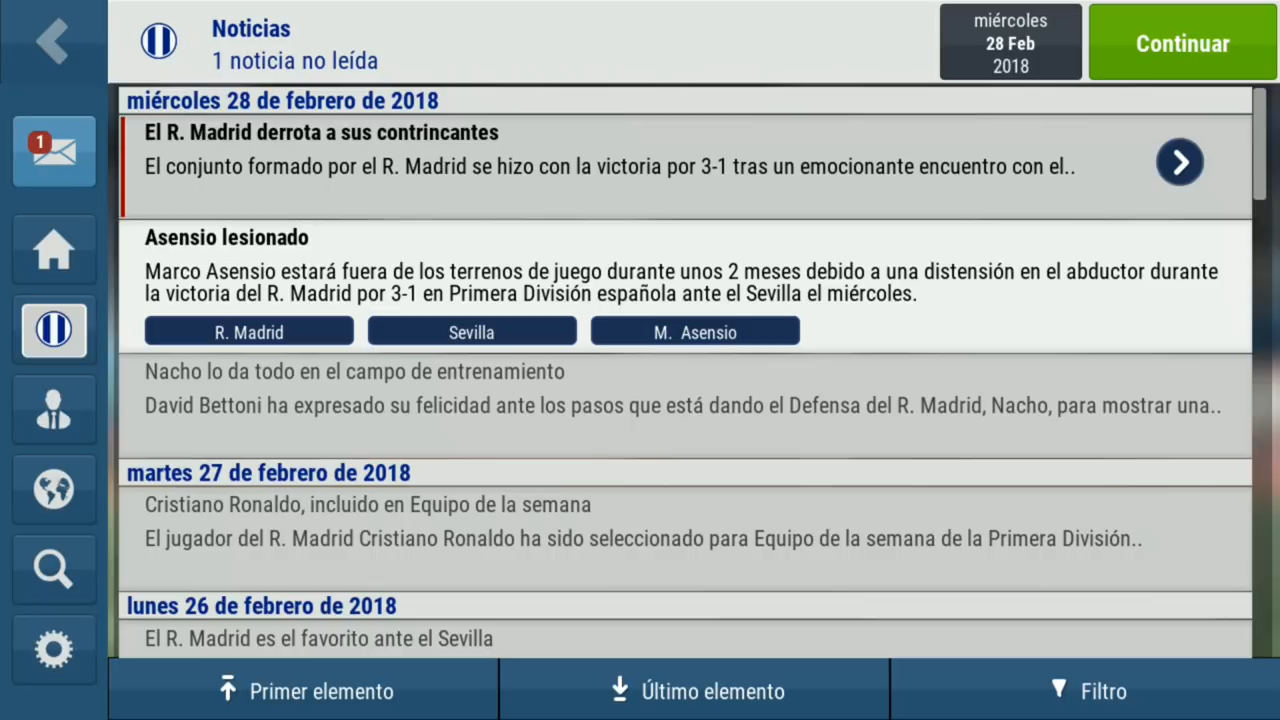 Noticias
1 noticia no leída
miércoles
28 Feb
2018
Continuar
1
miércoles 28 de febrero de 2018
El R. Madrid derrota a sus contrincantes
El conjunto formado por el R. Madrid se hizo con la victoria por 3-1 tras un emocionante encuentro con el..
Asensio lesionado
Marco Asensio estará fuera de los terrenos de juego durante unos 2 meses debido a una distensión en el abductor durante
la victoria del R. Madrid por 3-1 en Primera División española ante el Sevilla el miércoles.
R. Madrid
Sevilla
M. Asensio
Nacho lo da todo en el campo de entrenamiento
David Bettoni ha expresado su felicidad ante los pasos que está dando el Defensa del R. Madrid, Nacho, para mostrar una..
martes 27 de febrero de 2018
Cristiano Ronaldo, incluido en Equipo de la semana
El jugador del R. Madrid Cristiano Ronaldo ha sido seleccionado para Equipo de la semana de la Primera División..
lunes 26 de febrero de 2018
El R. Madrid es el favorito ante el Sevilla
Primer elemento
Último elemento
Filtro